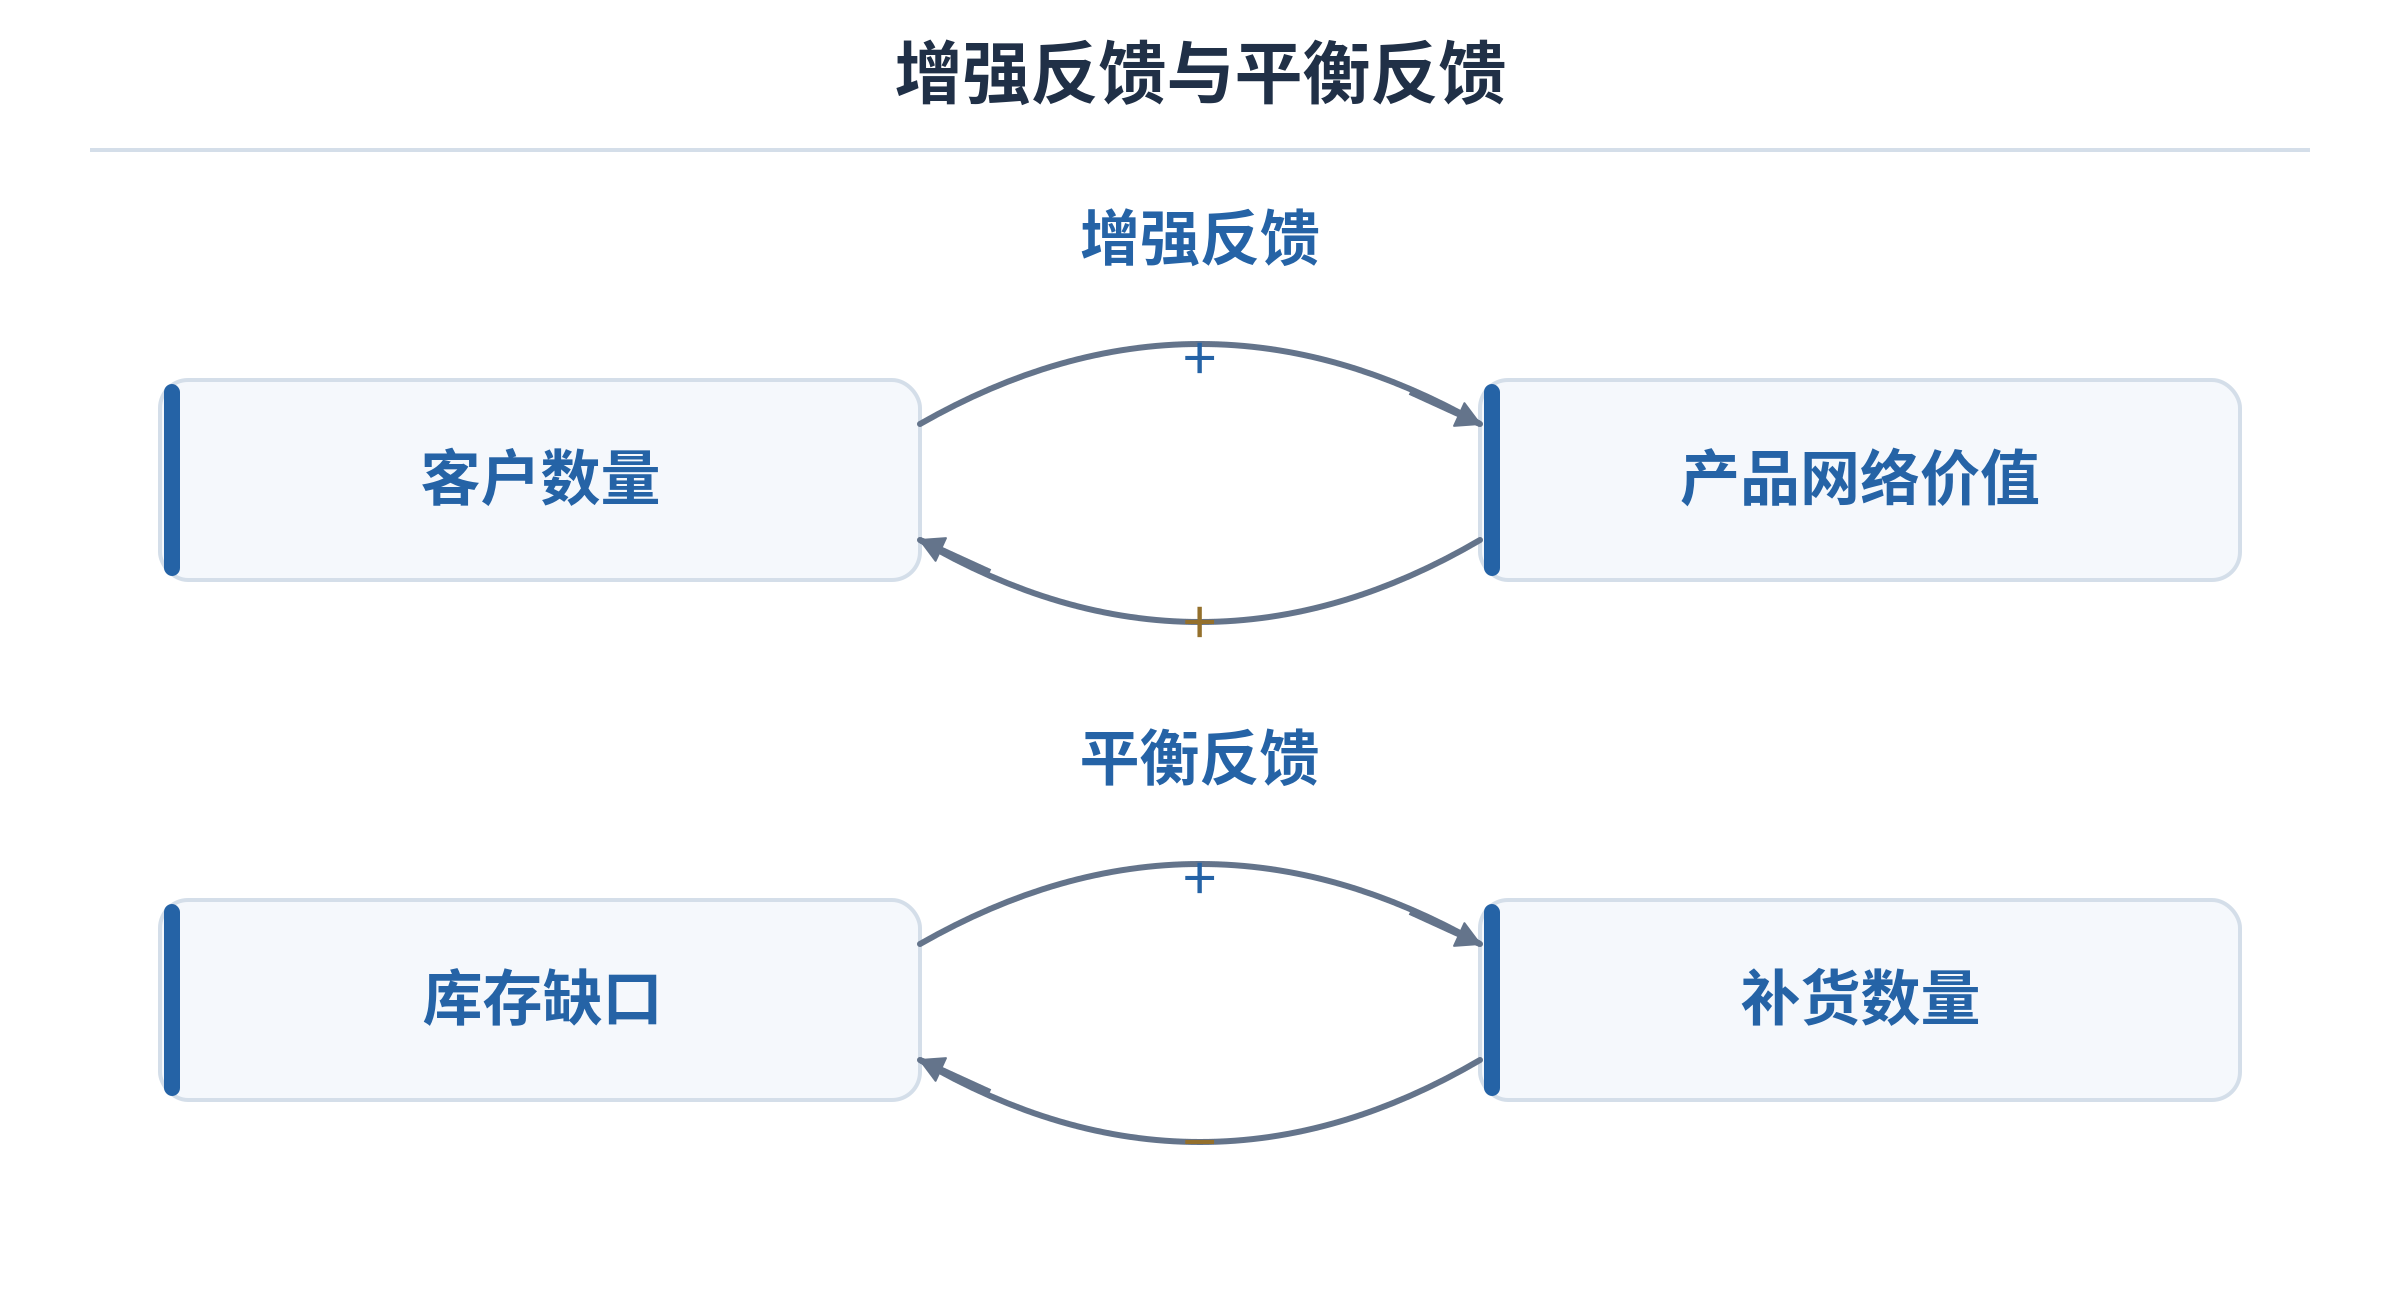 增强反馈与平衡反馈
增强反馈
+
客户数量
产品网络价值
+
平衡反馈
+
库存缺口
补货数量
−